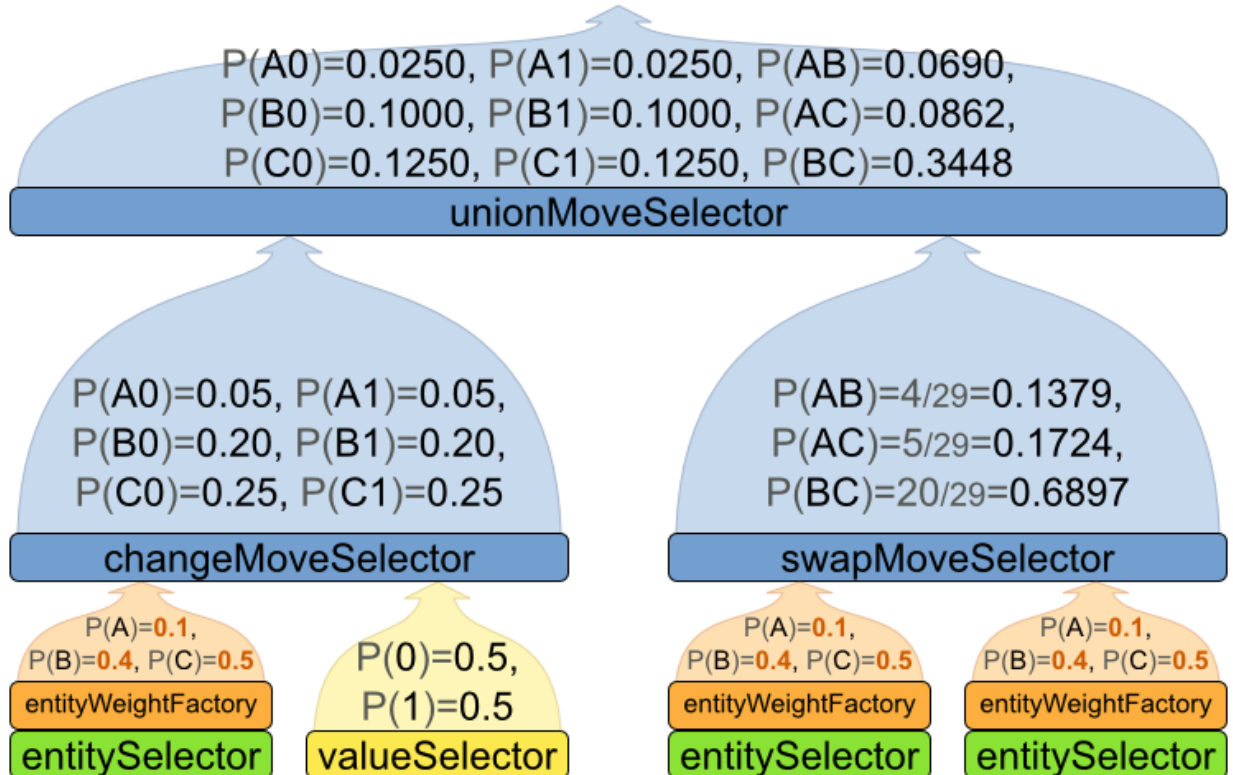 P(A0)=0.0250, P(A1)=0.0250, P(AB)=0.0690,
P(B0)=0.1000, P(B1)=0.1000, P(AC)=0.0862,
P(C0)=0.1250, P(C1)=0.1250, P(BC)=0.3448
unionMoveSelector
P(A0)=0.05, P(A1)=0.05,
P(B0)=0.20, P(B1)=0.20,
P(C0)=0.25, P(C1)=0.25
changeMoveSelector
P(AB)=4/29=0.1379,
P(AC)=5/29=0.1724,
P(BC)=20/29=0.6897
swapMoveSelector
P(A)=0.1,
P(B)=0.4, P(C)=0.5
entityWeightFactory
entitySelector
P(0)=0.5,
P(1)=0.5
valueSelector
P(A)=0.1,
P(B)=0.4, P(C)=0.5
entityWeightFactory
entitySelector
P(A)=0.1,
P(B)=0.4, P(C)=0.5
entityWeightFactory
entitySelector